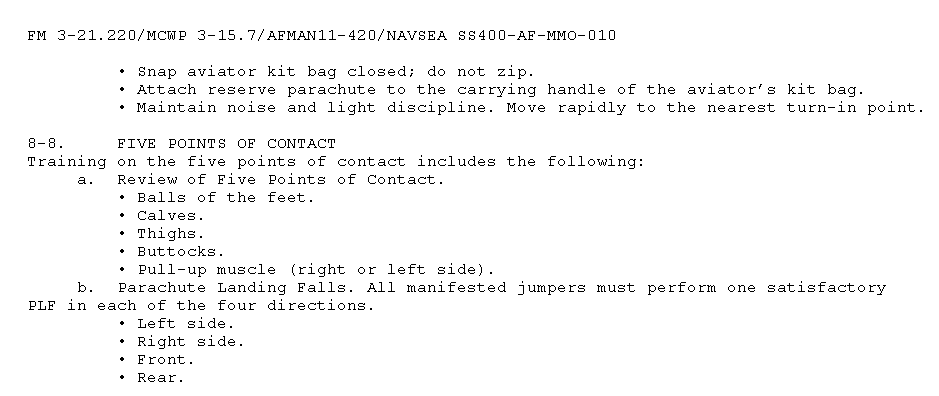 FM 3-21.220/MCWP 3-15.7/AFMAN11-420/NAVSEA SS400-AF-MMO-010
• Snap aviator kit bag closed; do not zip.
• Attach reserve parachute to the carrying handle of the aviator's kit bag.
• Maintain noise and light discipline. Move rapidly to the nearest turn-in point.
8-8. FIVE POINTS OF CONTACT
Training on the five points of contact includes the following:
a. Review of Five Points of Contact.
• Balls of the feet.
• Calves.
• Thighs.
• Buttocks.
• Pull-up muscle (right or left side).
b. Parachute Landing Falls. All manifested jumpers must perform one satisfactory
PLF in each of the four directions.
• Left side.
• Right side.
• Front.
• Rear.